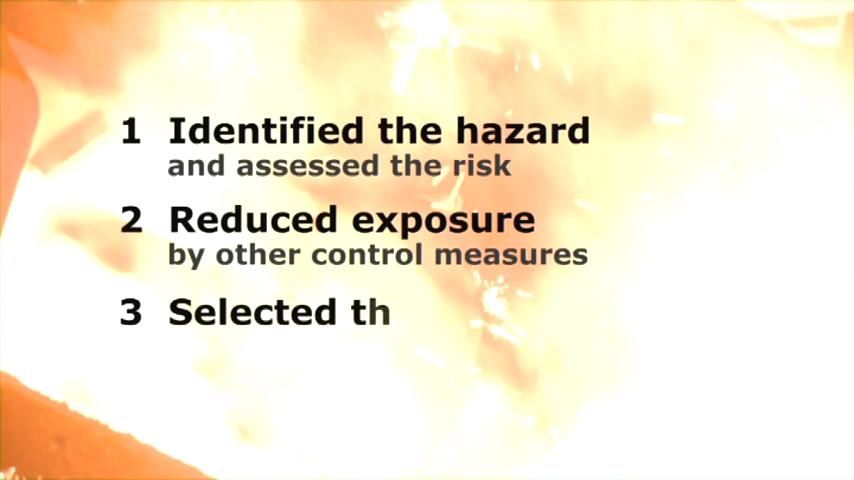 1 Identified the hazard
and assessed the risk
2 Reduced exposure
by other control measures
3 Selected th